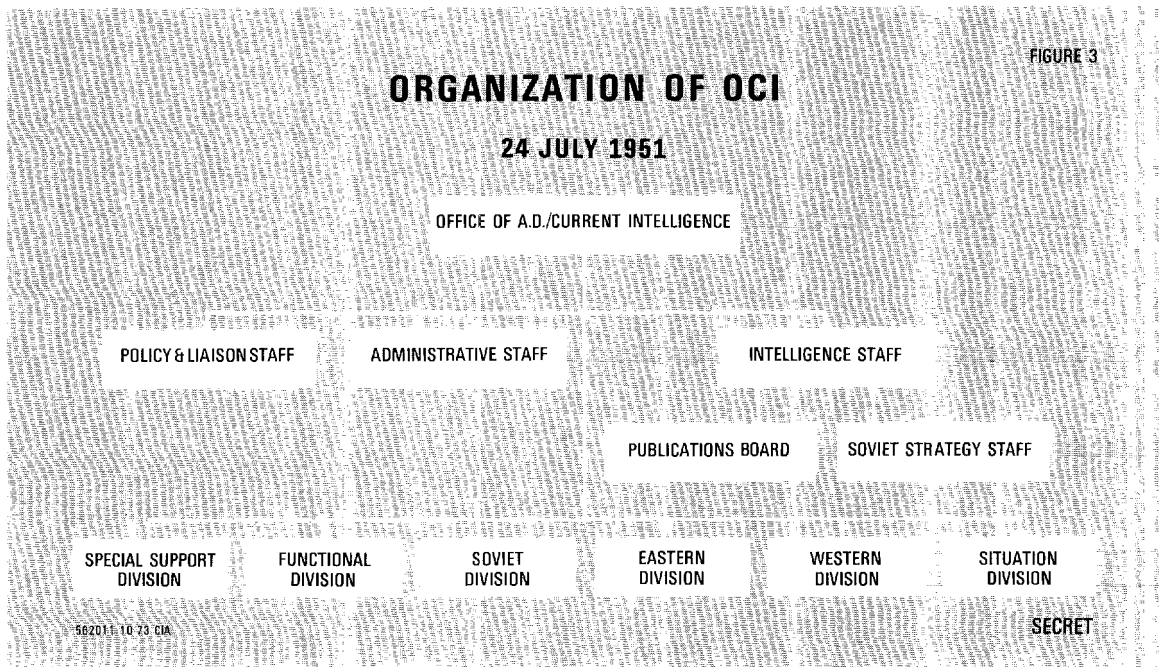 FIGURE 3
ORGANIZATION OF OCI
24 JULY 1951
OFFICE OF A.D./CURRENT INTELLIGENCE
POLICY & LIAISON STAFF
ADMINISTRATIVE STAFF
INTELLIGENCE STAFF
PUBLICATIONS BOARD
SOVIET STRATEGY STAFF
SPECIAL SUPPORT
DIVISION
FUNCTIONAL
DIVISION
SOVIET
DIVISION
EASTERN
DIVISION
WESTERN
DIVISION
SITUATION
DIVISION
562011 10 73 CIA
SECRET